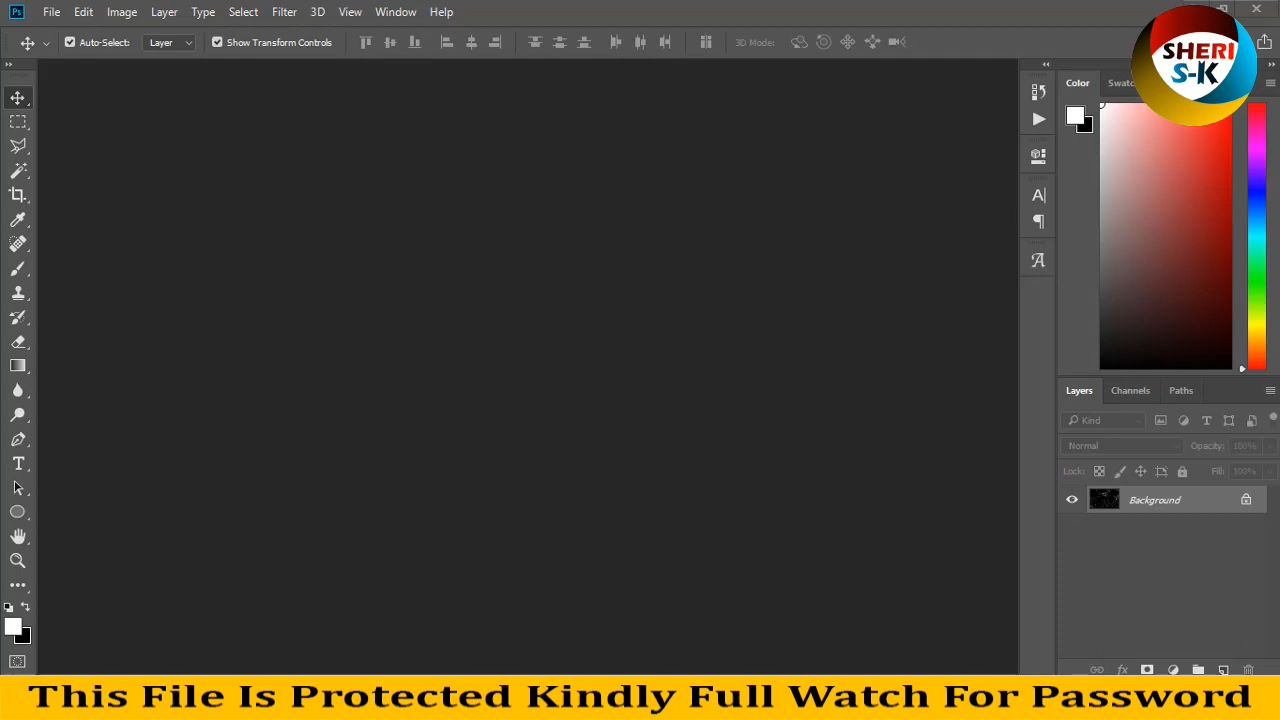 Ps File Edit Image Layer Type Select Filter 3D View Window Help
SHERI
S-K
Auto-Select: Layer Show Transform Controls 3D Mode:
Color Swatc
Layers Channels Paths
Kind
Normal Opacity: 100%
Lock: Fill: 100%
Background
fx
This File Is Protected Kindly Full Watch For Password